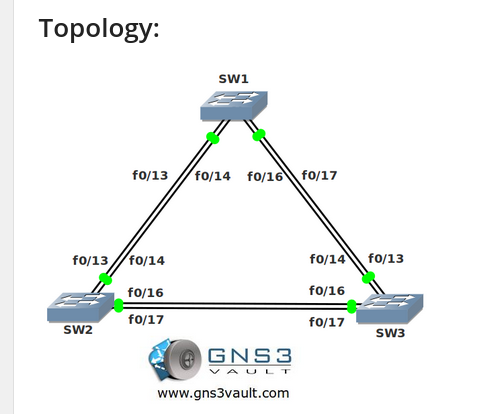 Topology:
SW1
f0/13 f0/14 f0/16 f0/17
f0/13 f0/14 f0/14 f0/13
f0/16 f0/16
SW2 f0/17 f0/17 SW3
GNS3
VAULT
www.gns3vault.com